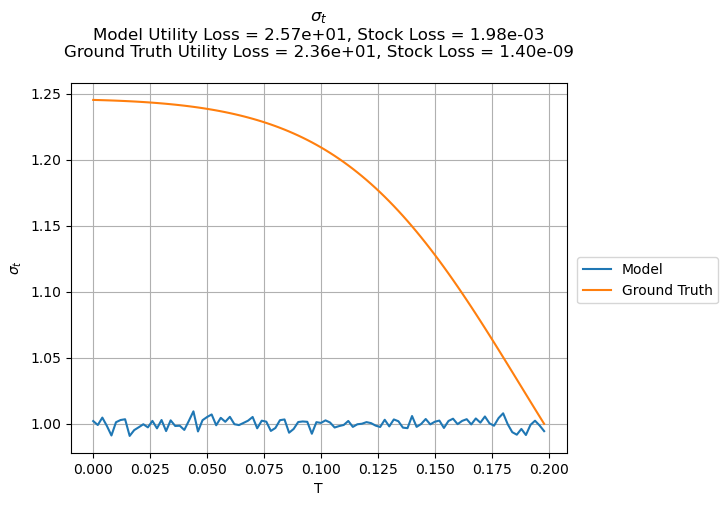 σₜ
Model Utility Loss = 2.57e+01, Stock Loss = 1.98e-03
Ground Truth Utility Loss = 2.36e+01, Stock Loss = 1.40e-09
1.25
1.20
1.15
1.10
1.05
1.00
σₜ
0.000 0.025 0.050 0.075 0.100 0.125 0.150 0.175 0.200
T
Model
Ground Truth